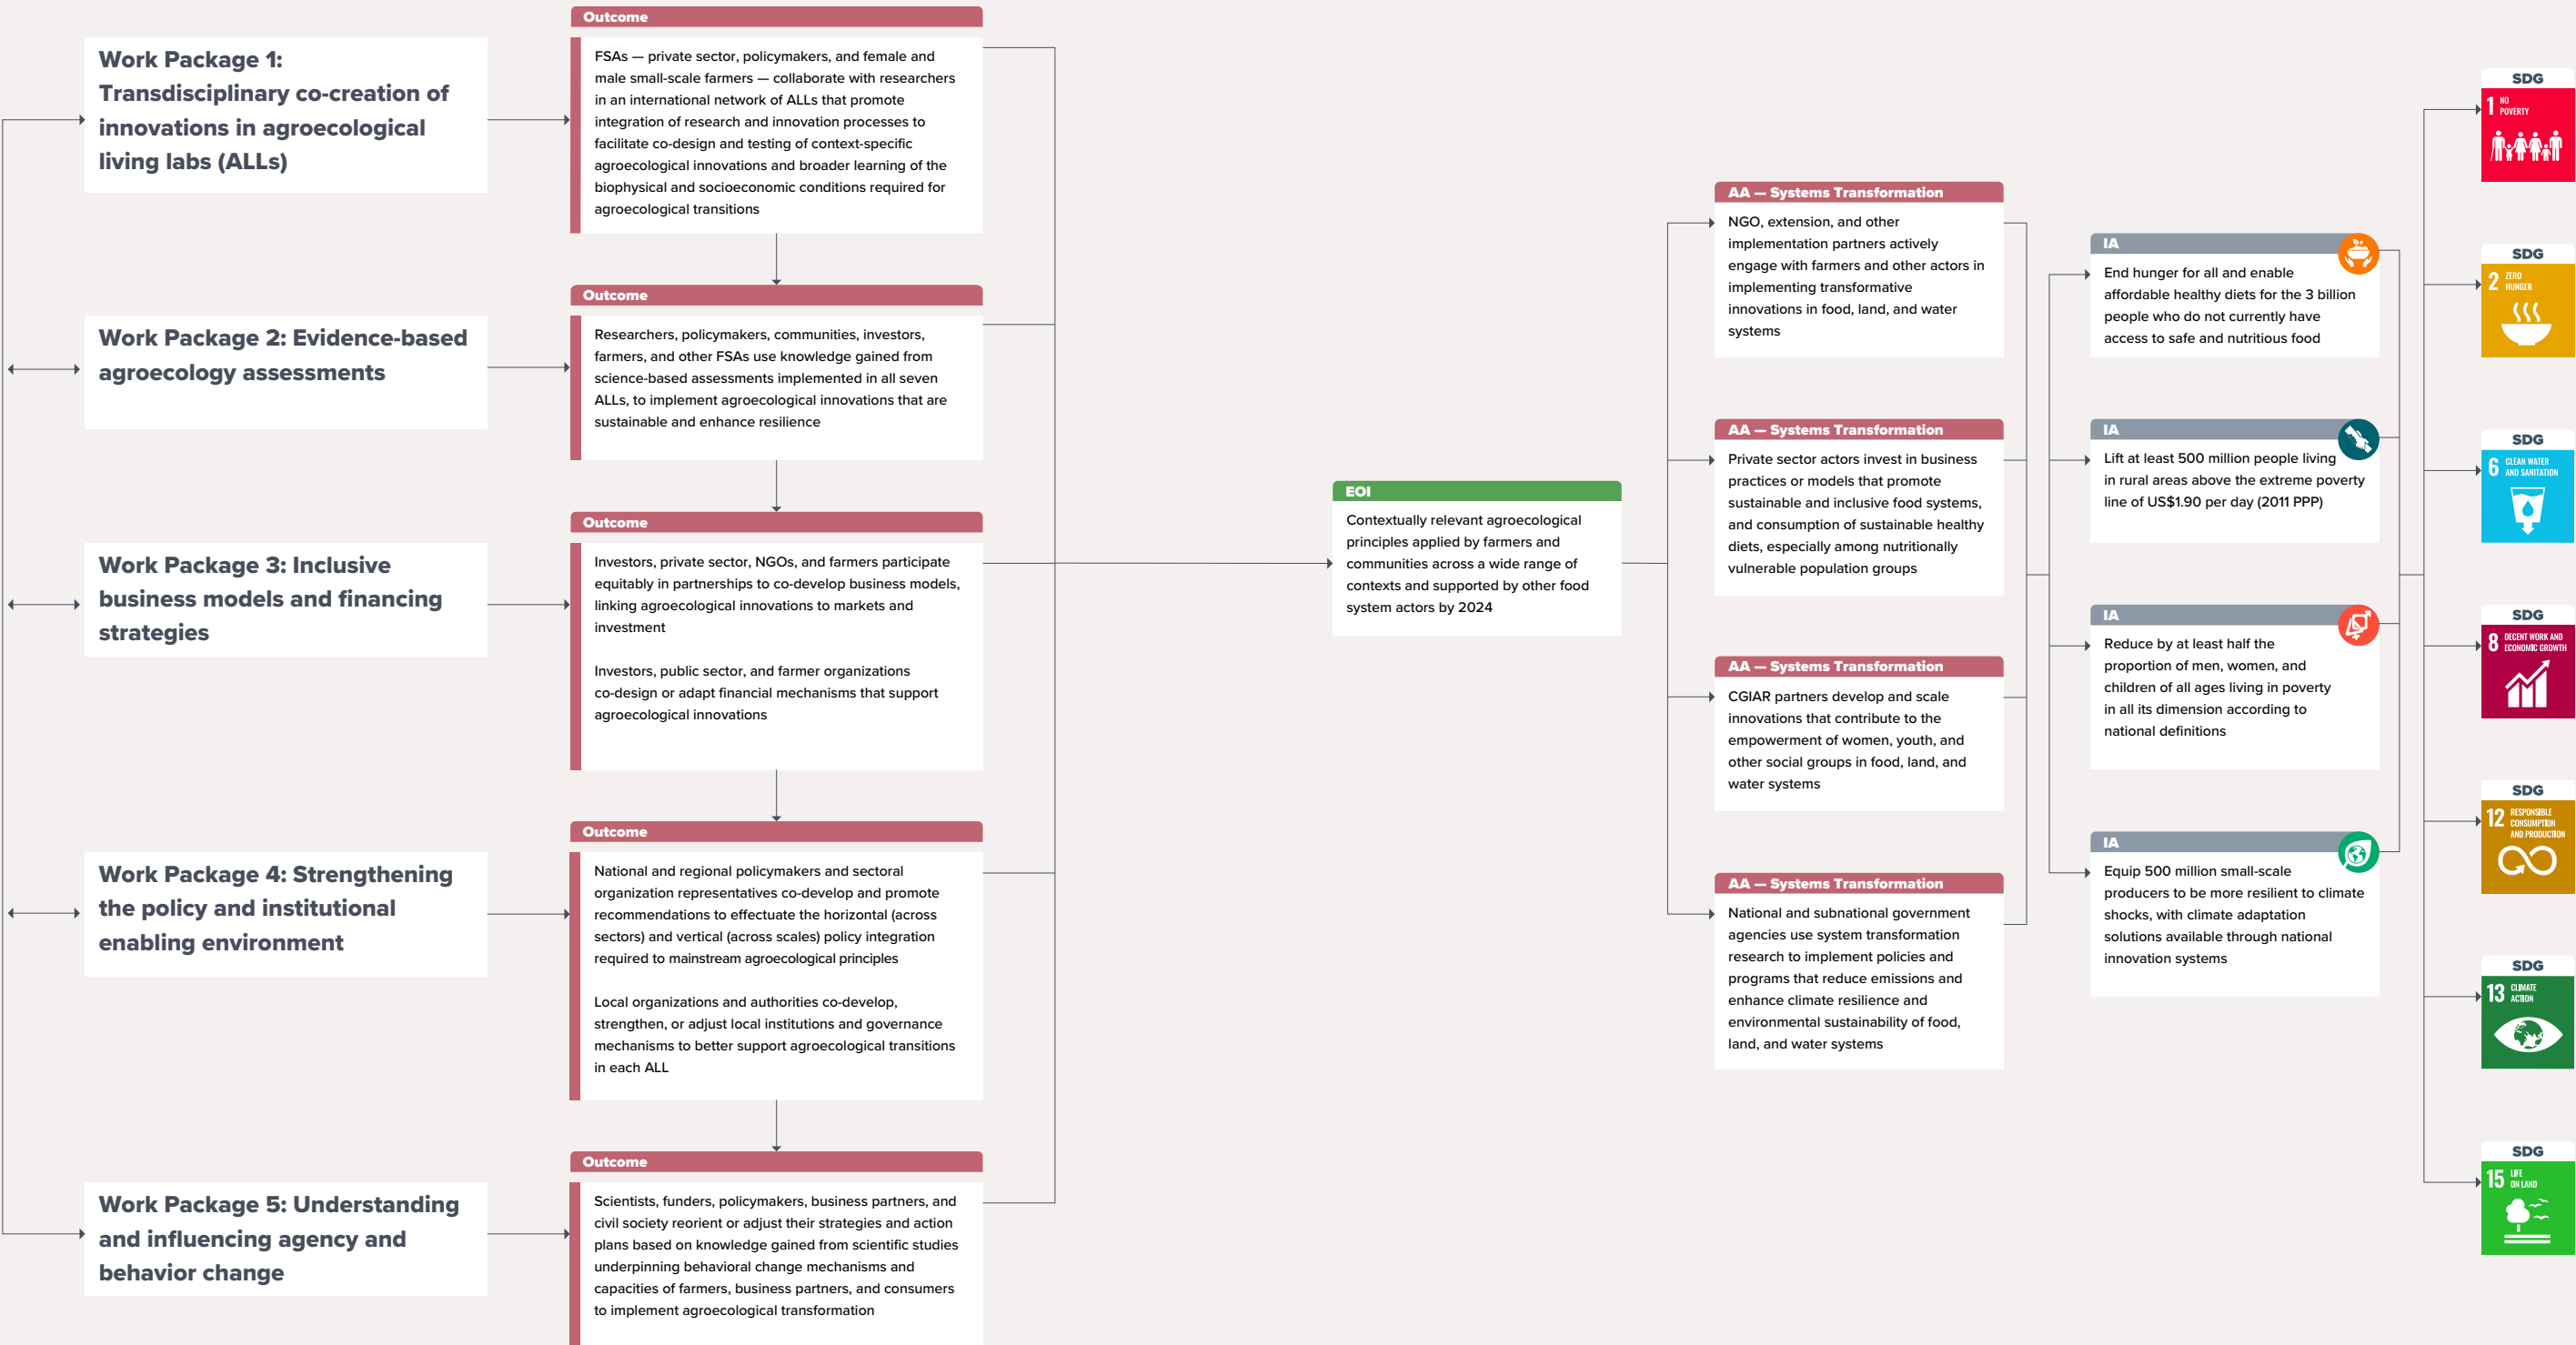 Work Package 1:
Transdisciplinary co-creation of
innovations in agroecological
living labs (ALLs)
Outcome
FSAs — private sector, policymakers, and female and
male small-scale farmers — collaborate with researchers
in an international network of ALLs that promote
integration of research and innovation processes to
facilitate co-design and testing of context-specific
agroecological innovations and broader learning of the
biophysical and socioeconomic conditions required for
agroecological transitions
Work Package 2: Evidence-based
agroecology assessments
Outcome
Researchers, policymakers, communities, investors,
farmers, and other FSAs use knowledge gained from
science-based assessments implemented in all seven
ALLs, to implement agroecological innovations that are
sustainable and enhance resilience
Work Package 3: Inclusive
business models and financing
strategies
Outcome
Investors, private sector, NGOs, and farmers participate
equitably in partnerships to co-develop business models,
linking agroecological innovations to markets and
investment
Investors, public sector, and farmer organizations
co-design or adapt financial mechanisms that support
agroecological innovations
Work Package 4: Strengthening
the policy and institutional
enabling environment
Outcome
National and regional policymakers and sectoral
organization representatives co-develop and promote
recommendations to effectuate the horizontal (across
sectors) and vertical (across scales) policy integration
required to mainstream agroecological principles
Local organizations and authorities co-develop,
strengthen, or adjust local institutions and governance
mechanisms to better support agroecological transitions
in each ALL
Work Package 5: Understanding
and influencing agency and
behavior change
Outcome
Scientists, funders, policymakers, business partners, and
civil society reorient or adjust their strategies and action
plans based on knowledge gained from scientific studies
underpinning behavioral change mechanisms and
capacities of farmers, business partners, and consumers
to implement agroecological transformation
EOI
Contextually relevant agroecological
principles applied by farmers and
communities across a wide range of
contexts and supported by other food
system actors by 2024
AA — Systems Transformation
NGO, extension, and other
implementation partners actively
engage with farmers and other actors in
implementing transformative
innovations in food, land, and water
systems
AA — Systems Transformation
Private sector actors invest in business
practices or models that promote
sustainable and inclusive food systems,
and consumption of sustainable healthy
diets, especially among nutritionally
vulnerable population groups
AA — Systems Transformation
CGIAR partners develop and scale
innovations that contribute to the
empowerment of women, youth, and
other social groups in food, land, and
water systems
AA — Systems Transformation
National and subnational government
agencies use system transformation
research to implement policies and
programs that reduce emissions and
enhance climate resilience and
environmental sustainability of food,
land, and water systems
IA
End hunger for all and enable
affordable healthy diets for the 3 billion
people who do not currently have
access to safe and nutritious food
IA
Lift at least 500 million people living
in rural areas above the extreme poverty
line of US$1.90 per day (2011 PPP)
IA
Reduce by at least half the
proportion of men, women, and
children of all ages living in poverty
in all its dimension according to
national definitions
IA
Equip 500 million small-scale
producers to be more resilient to climate
shocks, with climate adaptation
solutions available through national
innovation systems
SDG
1 NO
POVERTY
SDG
2 ZERO
HUNGER
SDG
6 CLEAN WATER
AND SANITATION
SDG
8 DECENT WORK AND
ECONOMIC GROWTH
SDG
12 RESPONSIBLE
CONSUMPTION
AND PRODUCTION
SDG
13 CLIMATE
ACTION
SDG
15 LIFE
ON LAND